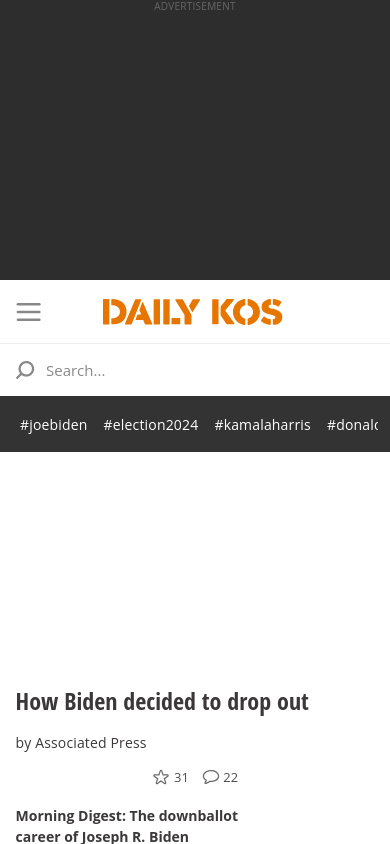 ADVERTISEMENT
DAILY KOS
Search...
#joebiden #election2024 #kamalaharris #donald
How Biden decided to drop out
by Associated Press
31 22
Morning Digest: The downballot
career of Joseph R. Biden